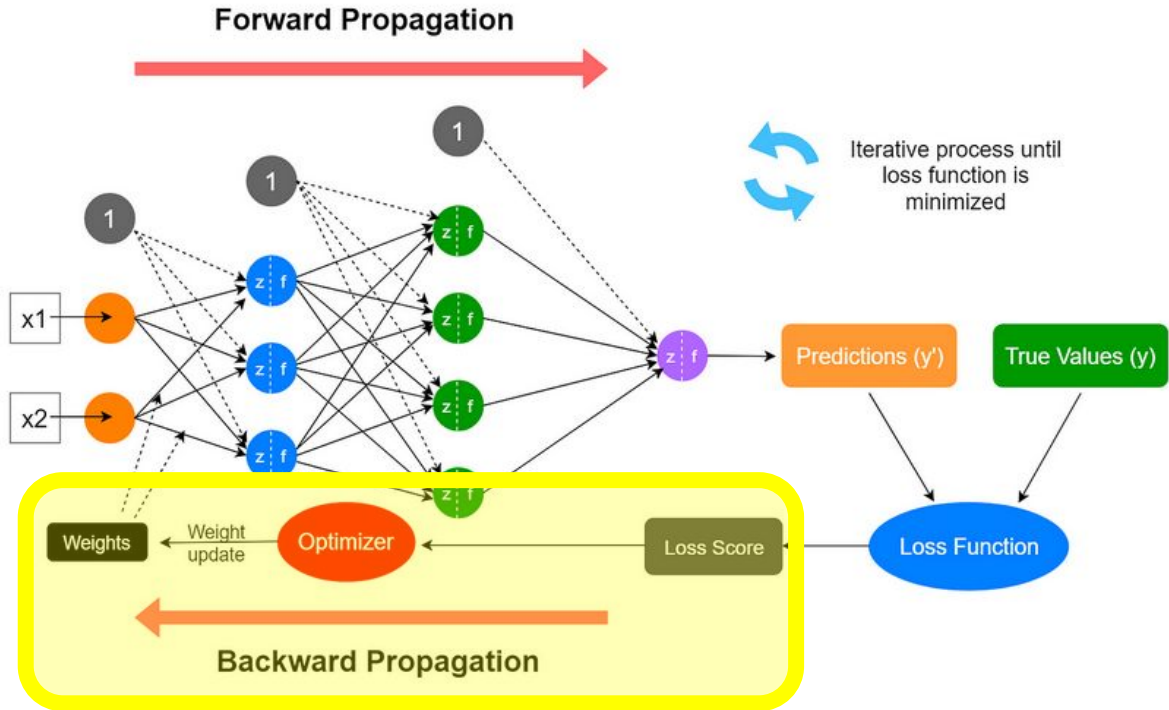 Forward Propagation
1
1
1
Iterative process until
loss function is
minimized
z f
z f
z f
x1
z f
z f
z f
Predictions (y')
True Values (y)
x2
z f
z f
z f
Weights
Weight
update
Optimizer
Loss Score
Loss Function
Backward Propagation